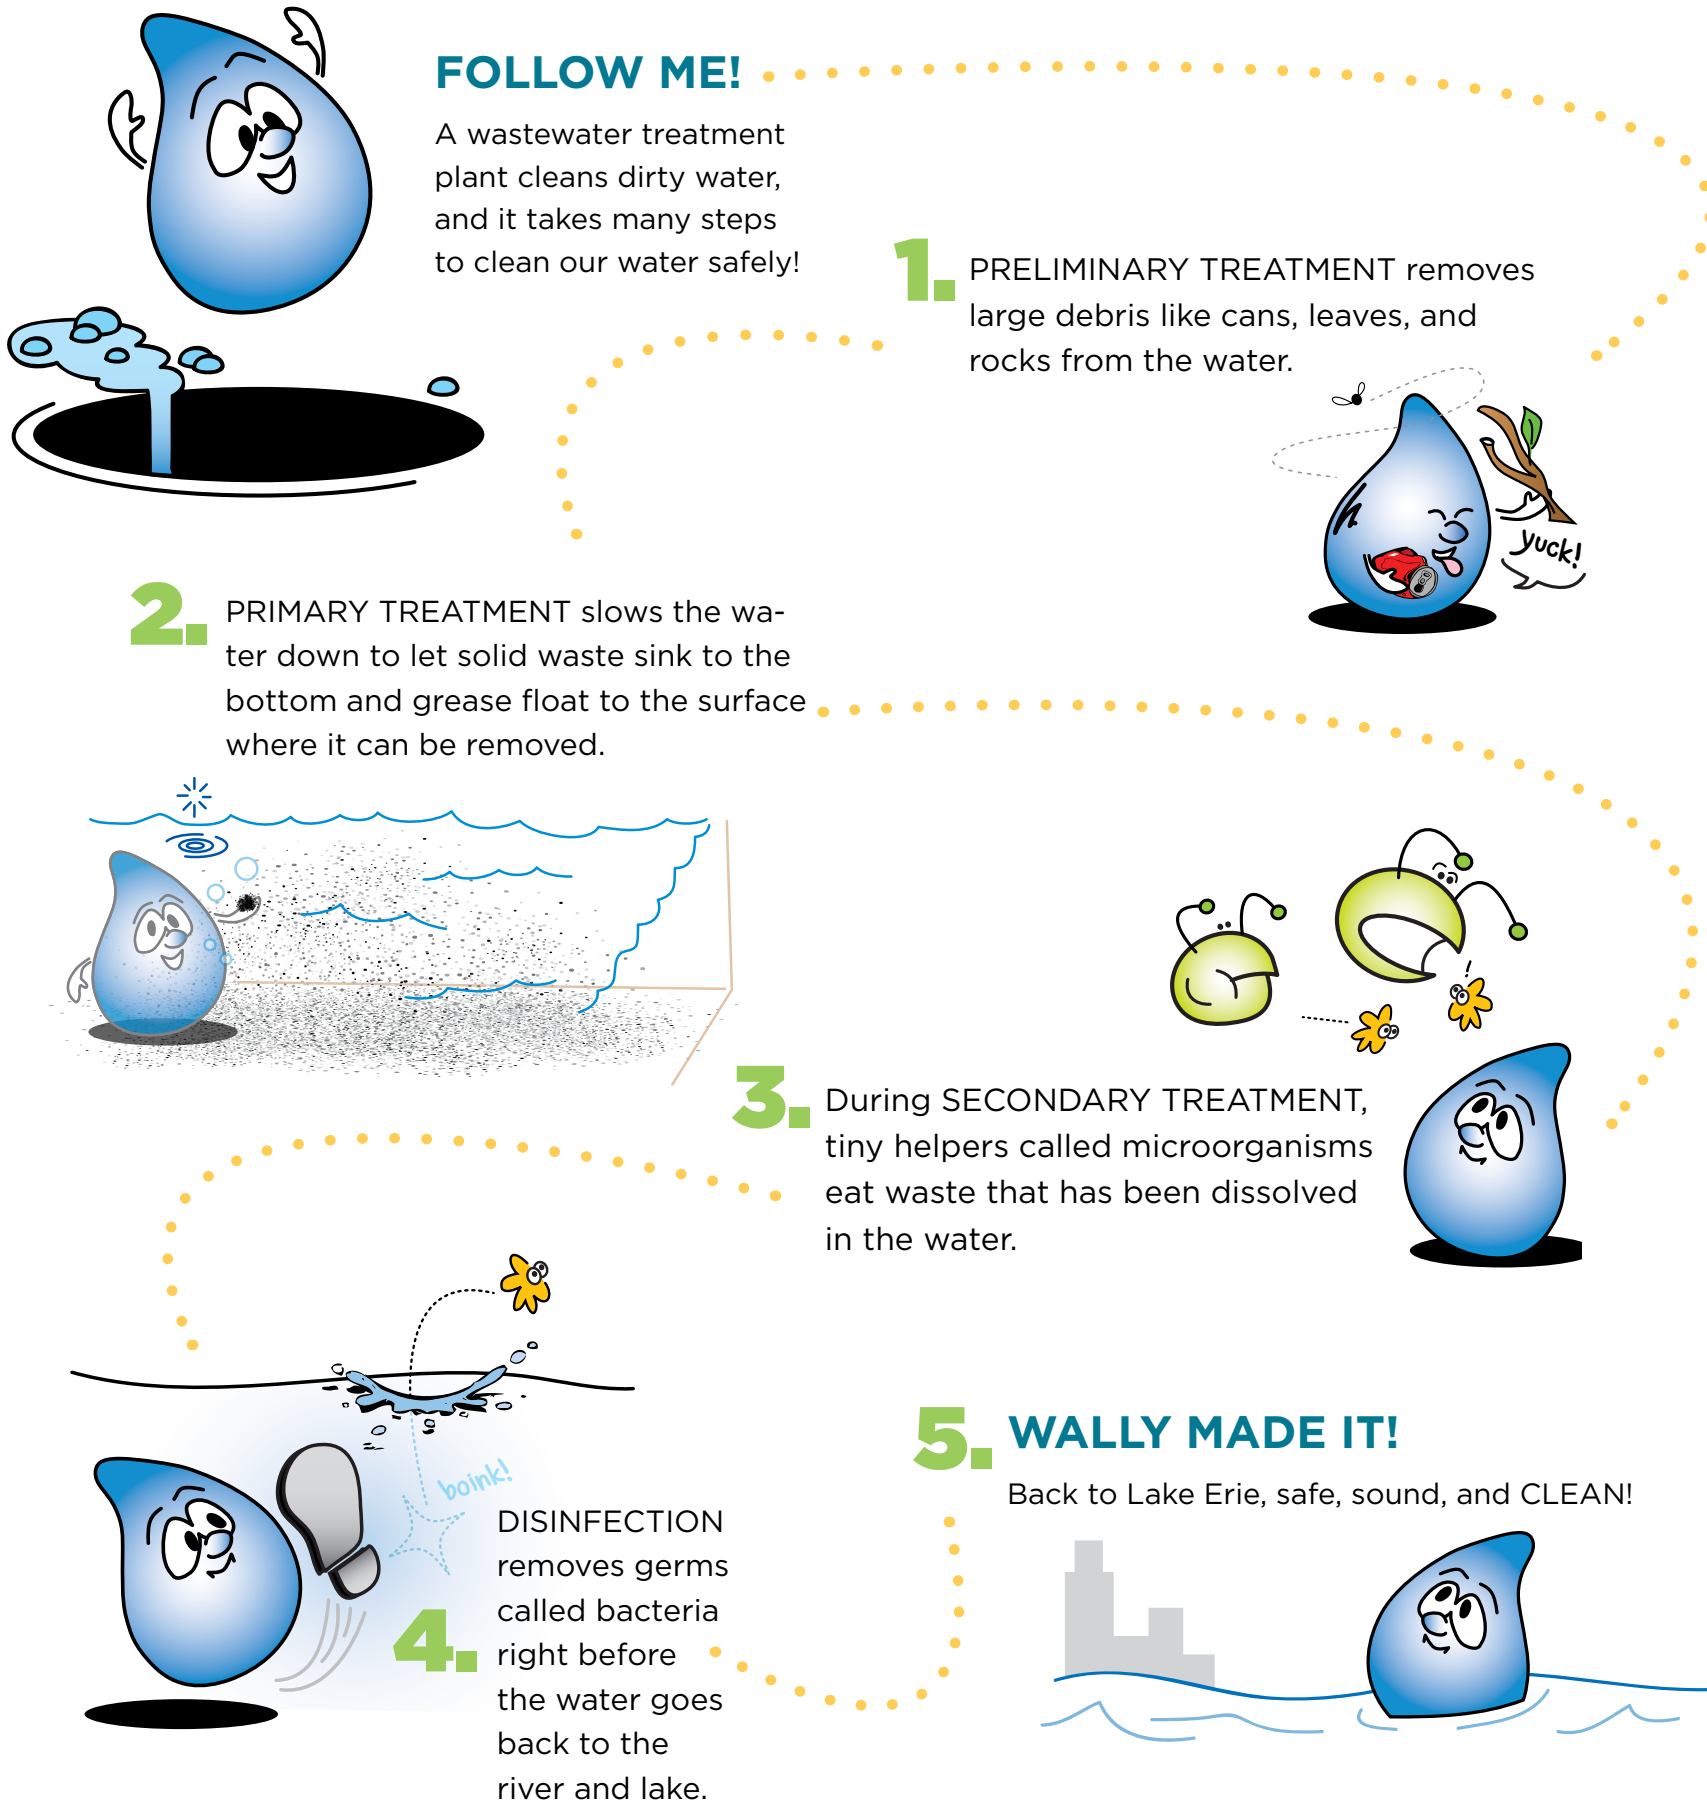 FOLLOW ME!
A wastewater treatment
plant cleans dirty water,
and it takes many steps
to clean our water safely!
1. PRELIMINARY TREATMENT removes
large debris like cans, leaves, and
rocks from the water.
yuck!
2. PRIMARY TREATMENT slows the wa-
ter down to let solid waste sink to the
bottom and grease float to the surface
where it can be removed.
3. During SECONDARY TREATMENT,
tiny helpers called microorganisms
eat waste that has been dissolved
in the water.
boink!
4. DISINFECTION
removes germs
called bacteria
right before
the water goes
back to the
river and lake.
5. WALLY MADE IT!
Back to Lake Erie, safe, sound, and CLEAN!